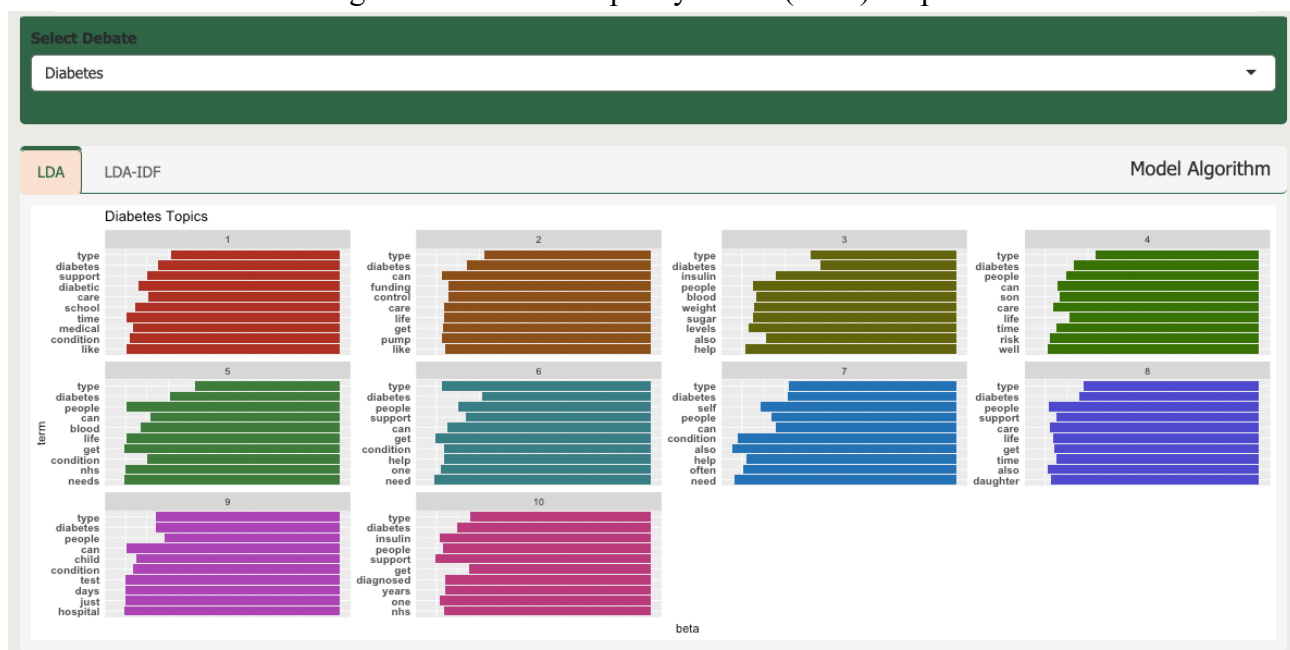 Select Debate
Diabetes
LDA LDA-IDF Model Algorithm
Diabetes Topics
1
type
diabetes
support
diabetic
care
school
time
medical
condition
like
2
type
diabetes
can
funding
control
care
life
get
pump
like
3
type
diabetes
insulin
people
blood
weight
sugar
levels
also
help
4
type
diabetes
people
can
son
care
life
time
risk
well
term
5
type
diabetes
people
can
blood
life
get
condition
nhs
needs
6
type
diabetes
people
support
can
get
condition
help
one
need
7
type
diabetes
self
people
can
condition
also
help
often
need
8
type
diabetes
people
support
care
life
get
time
also
daughter
9
type
diabetes
people
can
child
condition
test
days
just
hospital
10
type
diabetes
insulin
people
support
get
diagnosed
years
one
nhs
beta